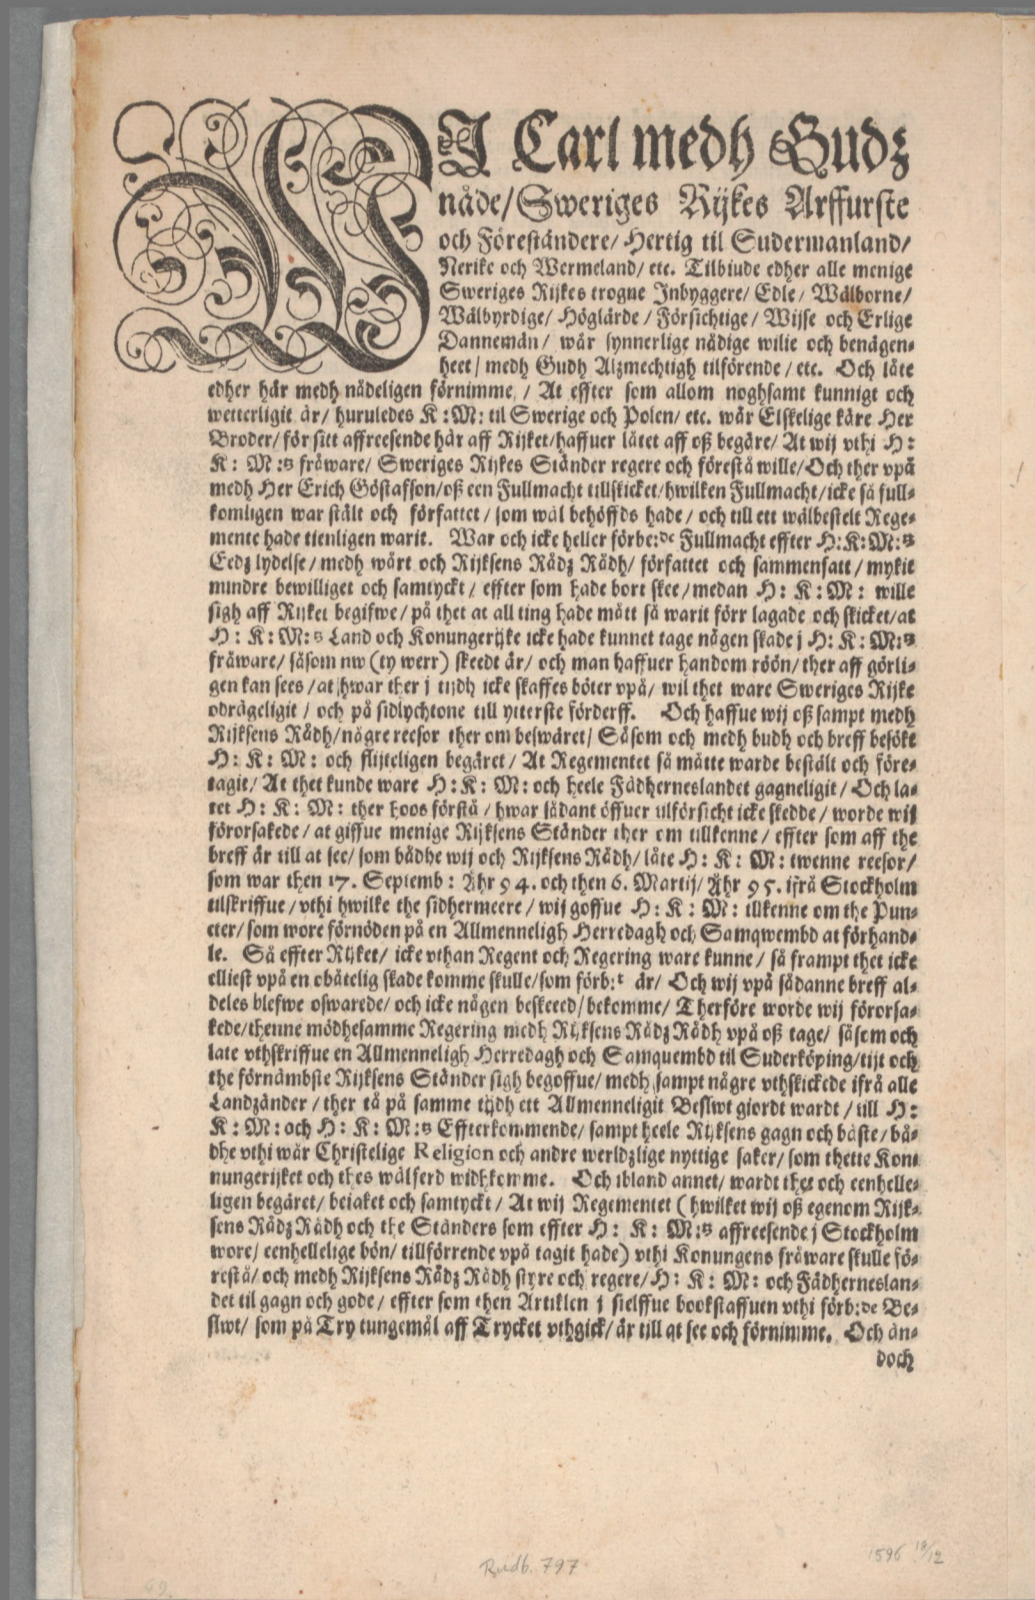 WJ Carl medh Gudz
nåde/ Sweriges Rijkes Arffurste
och Föreståndere/ Hertig til Sudermanland/
Nerike och Wermeland/ etc. Tilbiude edher alle menige
Sweriges Rijkes trogne Inbyggere/ Edle/ Wälborne/
Wälbyrdige/ Höglärde/ Försichtige/ Wijse och Erlige
Dannemän/ wår synnerlige nådige wilie och benägen-
heet/ medh Gudh Alzmechtigh tilförende/ etc. Och låte
edher här medh nådeligen förnimme/ At effter som allom noghsamt kunnigt och
wetterligit är/ huruledes K: M: til Swerige och Polen/ etc. wår Elskelige käre Her
Broder/ för sitt affreesende här aff Rijket/ haffuer låtet aff oß begäre/ At wij vthi H:
K: M:s fråware/ Sweriges Rijkes Ständer regere och förestå wille/ Och ther vpå
medh Her Erich Göstafson/ oß een Fullmacht tillskicket/ hwilken Fullmacht/ icke så full-
komligen war stält och författet/ som wäl behöffds hade/ och till ett wälbestelt Rege-
mente hade tienligen warit. War och icke heller förbe:de Fullmacht effter H: K: M:s
Eedz lydelse/ medh wårt och Rijksens Rådz Rådh/ författet och sammensatt/ mykit
mindre bewilliget och samtyckt/ effter som hade bort skee/ medan H: K: M: wille
sigh aff Rijket begifwe/ på thet at all ting hade mått så warit förr lagade och skicket/ at
H: K: M:s Land och Konungerijke icke hade kunnet tage någen skade j H: K: M:s
fråware/ såsom nw (ty werr) skeedt är/ och man haffuer handom röön/ ther aff görli-
gen kan sees/ at hwar ther j tijdh icke skaffes böter vpå/ wil thet ware Sweriges Rijke
odrägeligit/ och på sidlychtone till ytterste förderff. Och haffue wij oß sampt medh
Rijksens Rådh/ någre reesor ther om beswäret/ Såsom och medh budh och breff besökt
H: K: M: och flijteligen begäret/ At Regementet så måtte warde bestält och före-
tagit/ At thet kunde ware H: K: M: och heele Fädherneslandet gagneligit/ Och la-
tet H: K: M: ther hoos förstå/ hwar sådant öffuer tilförsicht icke skedde/ worde wij
förorsakede/ at giffue menige Rijksens Ständer ther om tillkenne/ effter som aff the
breff är till at see/ som bådhe wij och Rijksens Rådh/ låte H: K: M: twenne reesor/
som war then 17. Septemb: Åhr 94. och then 6. Martij/ Åhr 95. ifrå Stockholm
tilskriffue/ vthi hwilke the sidhermeere/ wij goffue H: K: M: tilkenne om the Pun-
cter/ som wore förnöden på en Allmenneligh Herredagh och Samqwembd at förhand-
le. Så effter Rijket/ icke vthan Regent och Regering ware kunne/ så frampt thet icke
elliest vpå en obåtelig skade komme skulle/ som förb:t är/ Och wij vpå sådanne breff al-
deles blefwe oswarede/ och icke någen beskeed/ bekomme/ Therföre worde wij förorsa-
kede/ thenne mödhesamme Regering medh Rijksens Rådz Rådh vpå oß tage/ såsom och
late vthskriffue en Allmenneligh Herredagh och Samquembd til Suderköping/ tijt och
the förnämbste Rijksens Ständer sigh begoffue/ medh sampt någre vthskickede ifrå alle
Landzänder/ ther tå på samme tijdh ett Allmenneligit Beslwt giordt wardt/ till H:
K: M: och H: K: M:s Effterkommende/ sampt heele Rijksens gagn och bäste/ bå-
dhe vthi wår Christelige Religion och andre werldzlige nyttige saker/ som thette Kon-
nungerijket och thes wälferd widhkomme. Och ibland annet/ wardt thet och eenhelle-
ligen begäret/ beiaket och samtyckt/ At wij Regementet (hwilket wij oß egenom Rijk-
sens Rådz Rådh och the Ständers som effter H: K: M:s affreesende j Stockholm
wore/ eenhellelige bön/ tillförrende vpå tagit hade) vthi Konungens fråware skulle fö-
restå/ och medh Rijksens Rådz Rådh styre och regere/ H: K: M: och Fädherneslan-
det til gagn och gode/ effter som then Artiklen j sielffue bookstaffuen vthi förb:de Be-
slwt/ som på Try tungemål aff Trycket vthgick/ är till at see och förnimme. Och än-
doch
Rudb. 797
1596 18/12